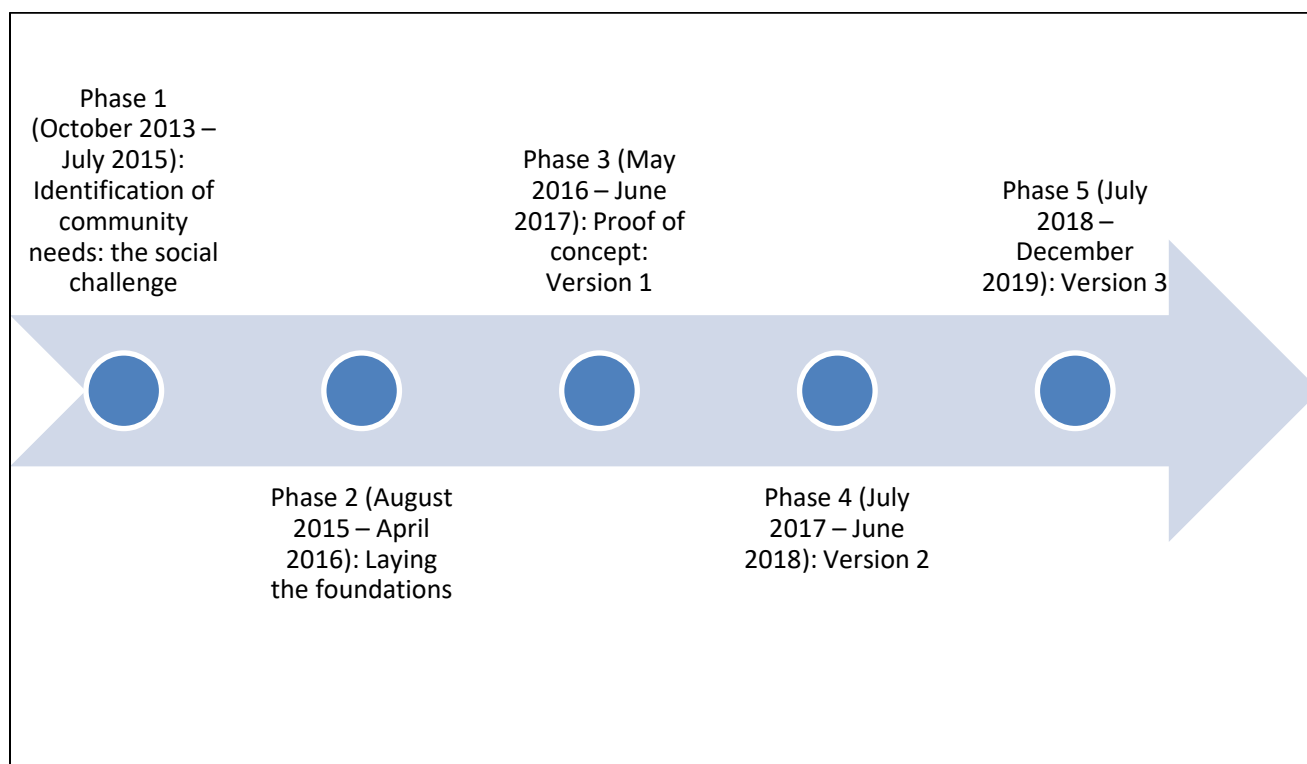 Phase 1
(October 2013 –
July 2015):
Identification of
community
needs: the social
challenge
Phase 2 (August
2015 – April
2016): Laying
the foundations
Phase 3 (May
2016 – June
2017): Proof of
concept:
Version 1
Phase 4 (July
2017 – June
2018): Version 2
Phase 5 (July
2018 –
December
2019): Version 3